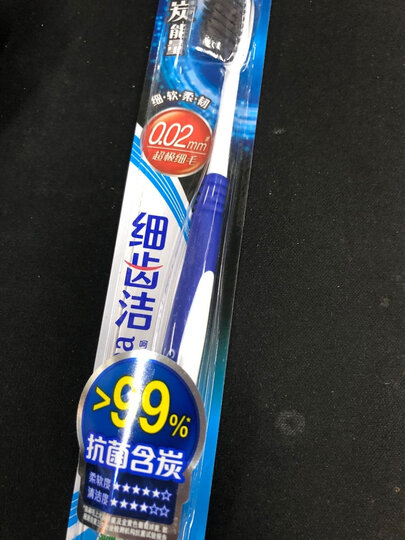 炭能量
细·软·柔·韧
0.02mm
超极细毛
细齿洁
>99%
抗菌含炭
柔软度 ★★★★★
清洁度 ★★★★☆